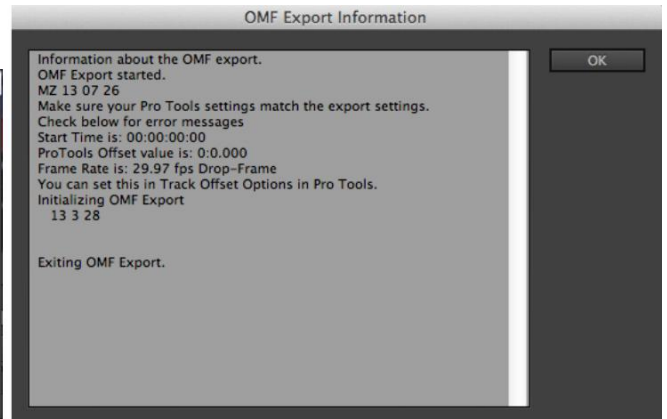 OMF Export Information
Information about the OMF export.
OMF Export started.
MZ 13 07 26
Make sure your Pro Tools settings match the export settings.
Check below for error messages
Start Time is: 00:00:00:00
ProTools Offset value is: 0:0.000
Frame Rate is: 29.97 fps Drop-Frame
You can set this in Track Offset Options in Pro Tools.
Initializing OMF Export
13 3 28
Exiting OMF Export.
OK